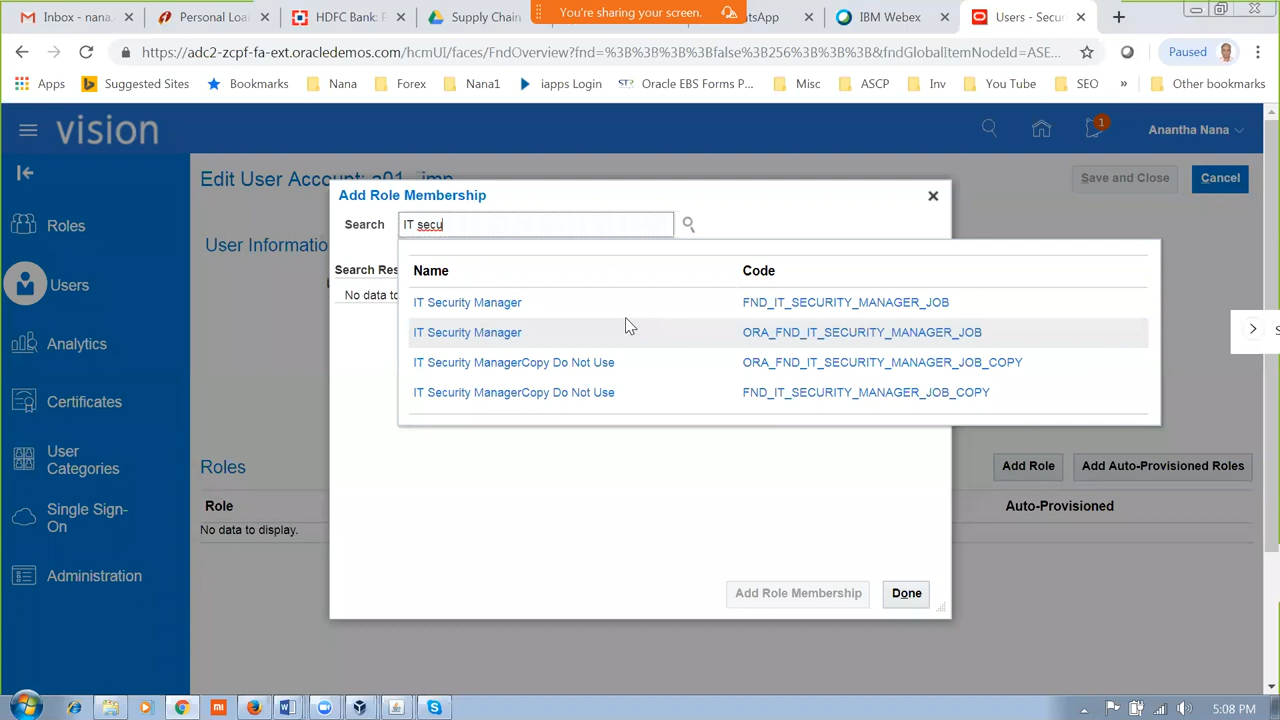 Inbox - nana.
Personal Loa
HDFC Bank: P
Supply Chain
You're sharing your screen.
tsApp
IBM Webex
Users - Secur
https://adc2-zcpf-fa-ext.oracledemos.com/hcmUI/faces/FndOverview?fnd=%3B%3B%3Bfalse%3B256%3B%3B%3B&fndGlobalItemNodeId=ASE...
Paused
Apps
Suggested Sites
Nana
Forex
Nana1
iapps Login
Oracle EBS Forms P...
Misc
ASCP
Inv
You Tube
SEO
»
Other bookmarks
vision
1
Anantha Nana
Edit User Account: a01_imp
Save and Close
Cancel
Roles
Users
Analytics
Certificates
User
Categories
Single Sign-
On
Administration
User Informatio
Add Role Membership
Search
IT secu
Search Res
No data to
Name
Code
IT Security Manager
FND_IT_SECURITY_MANAGER_JOB
IT Security Manager
ORA_FND_IT_SECURITY_MANAGER_JOB
IT Security ManagerCopy Do Not Use
ORA_FND_IT_SECURITY_MANAGER_JOB_COPY
IT Security ManagerCopy Do Not Use
FND_IT_SECURITY_MANAGER_JOB_COPY
S
Roles
Add Role
Add Auto-Provisioned Roles
Role
Auto-Provisioned
No data to display.
Add Role Membership
Done
5:08 PM